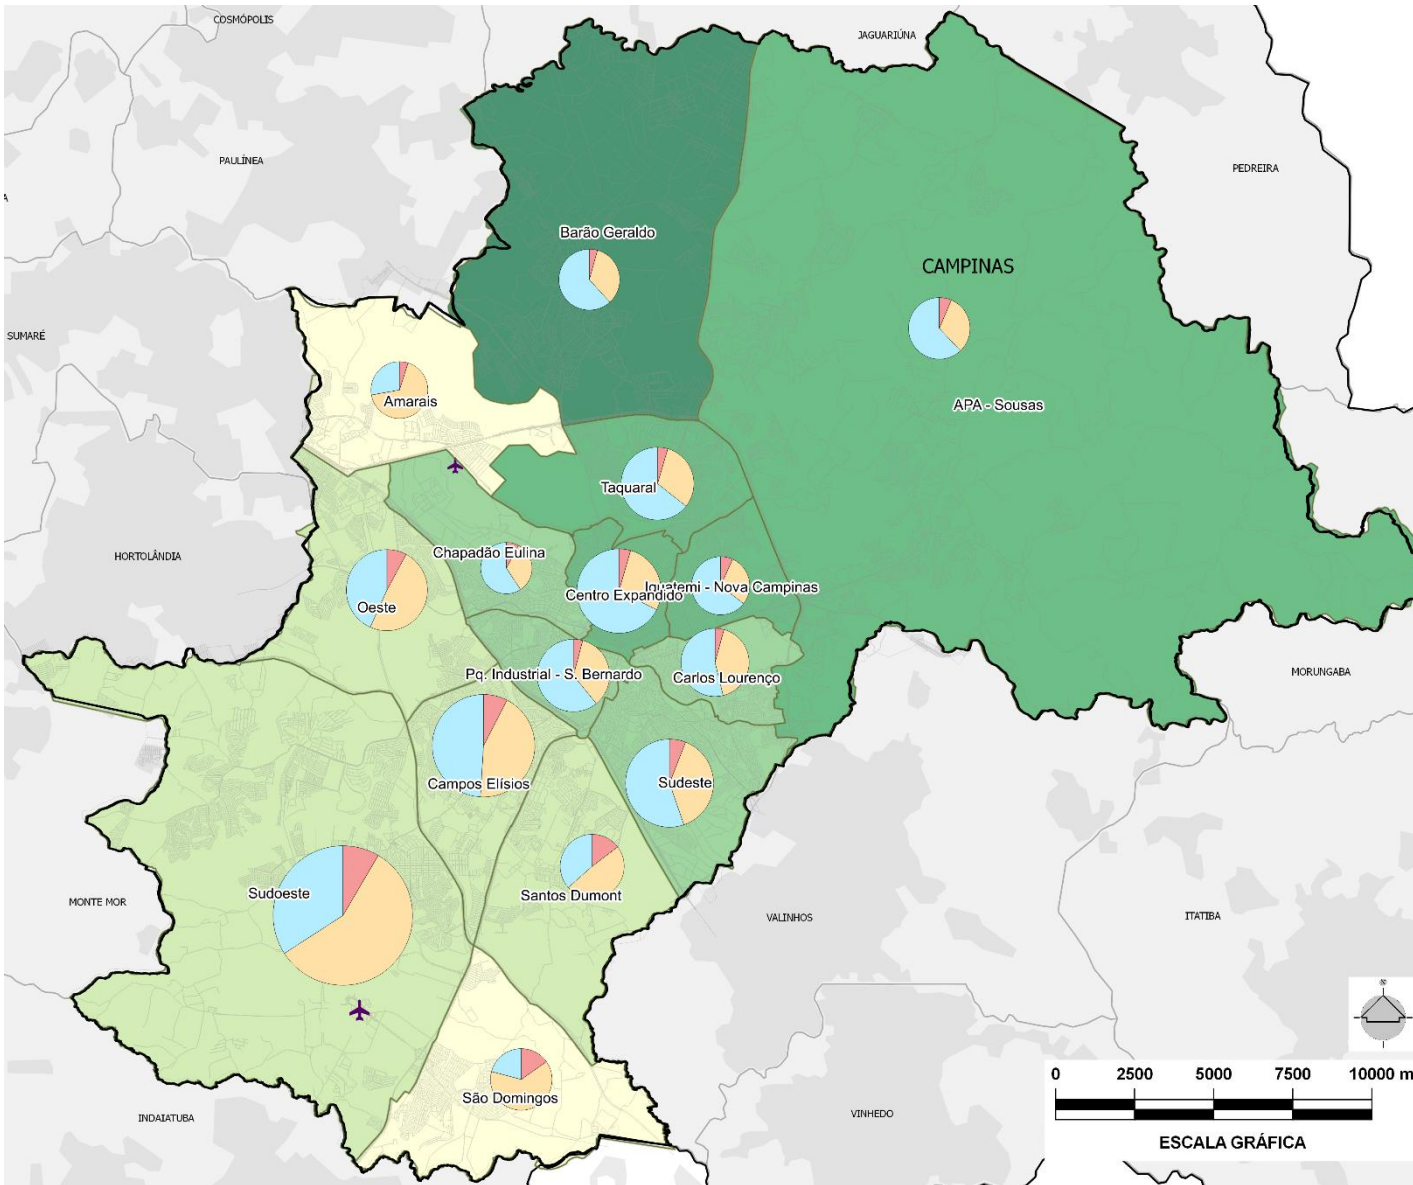 COSMÓPOLIS
JAGUARIÚNA
PAULÍNEA
PEDREIRA
A
Barão Geraldo
CAMPINAS
SUMARÉ
Amarais
APA - Sousas
Taquaral
HORTOLÂNDIA
Chapadão Eulina
Iguatemi - Nova Campinas
Centro Expandido
Oeste
Pq. Industrial - S. Bernardo
Carlos Lourenço
MORUNGABA
Campos Elísios
Sudeste
Sudoeste
Santos Dumont
MONTE MOR
VALINHOS
ITATIBA
N
0 2500 5000 7500 10000 m
São Domingos
INDAIATUBA
VINHEDO
ESCALA GRÁFICA